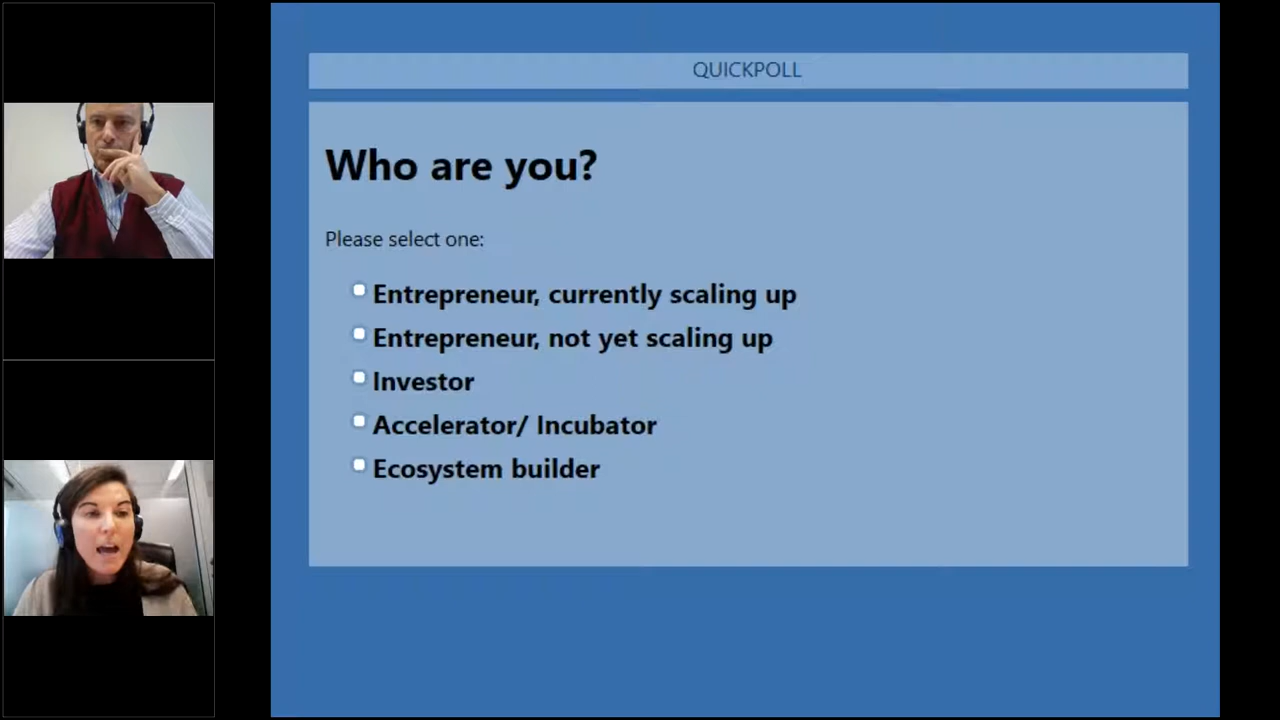 QUICKPOLL
Who are you?
Please select one:
Entrepreneur, currently scaling up
Entrepreneur, not yet scaling up
Investor
Accelerator/ Incubator
Ecosystem builder